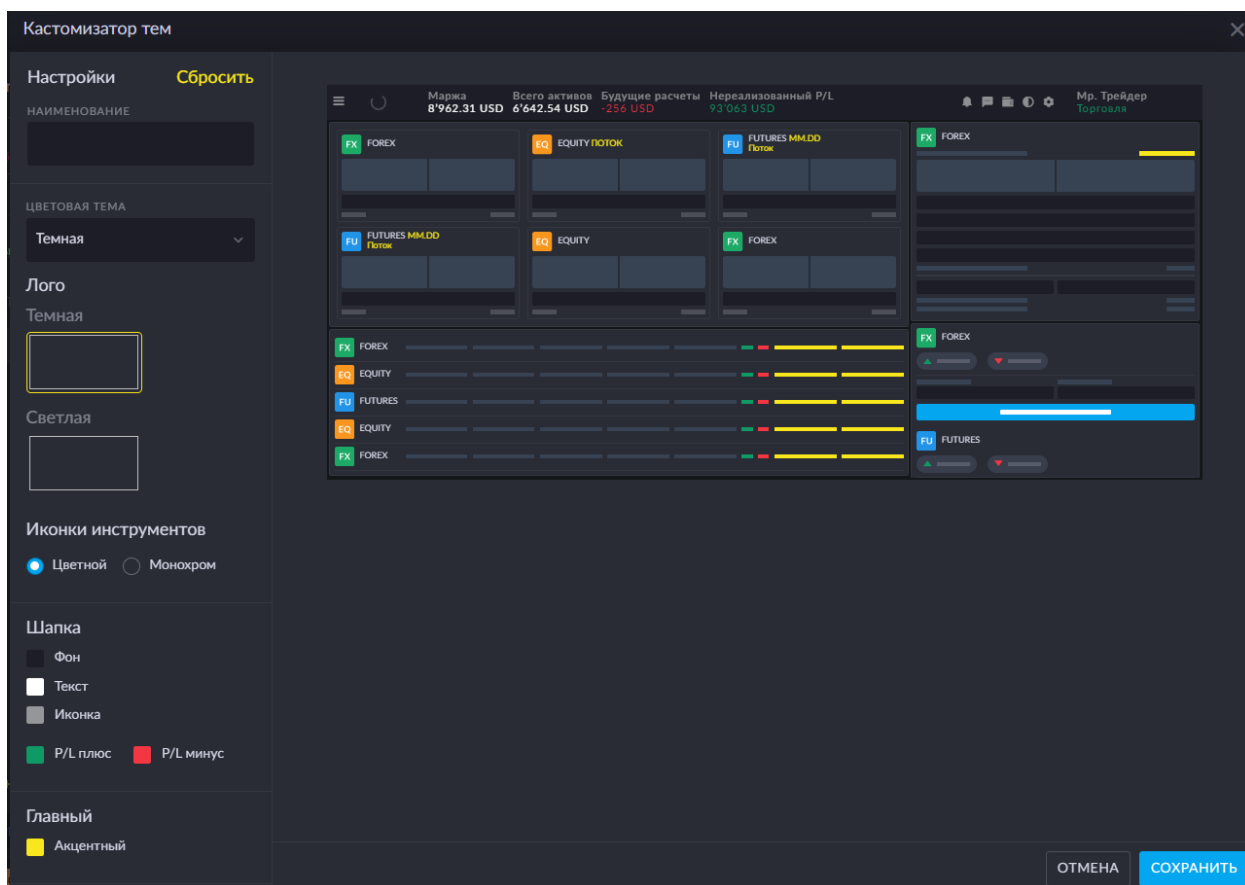 Кастомизатор тем
Настройки Сбросить
НАИМЕНОВАНИЕ
ЦВЕТОВАЯ ТЕМА
Темная
Лого
Темная
Светлая
Иконки инструментов
Цветной Монохром
Шапка
Фон
Текст
Иконка
P/L плюс P/L минус
Главный
Акцентный
Маржа Всего активов Будущие расчеты Нереализованный P/L Мр. Трейдер
8'962.31 USD 6'642.54 USD -256 USD 93'063 USD Торговля
FX FOREX
EQ EQUITY ПОТОК
FU FUTURES MM.DD
Поток
FU FUTURES MM.DD
Поток
EQ EQUITY
FX FOREX
FX FOREX
EQ EQUITY
FU FUTURES
EQ EQUITY
FX FOREX
FX FOREX
FX FOREX
FU FUTURES
ОТМЕНА СОХРАНИТЬ